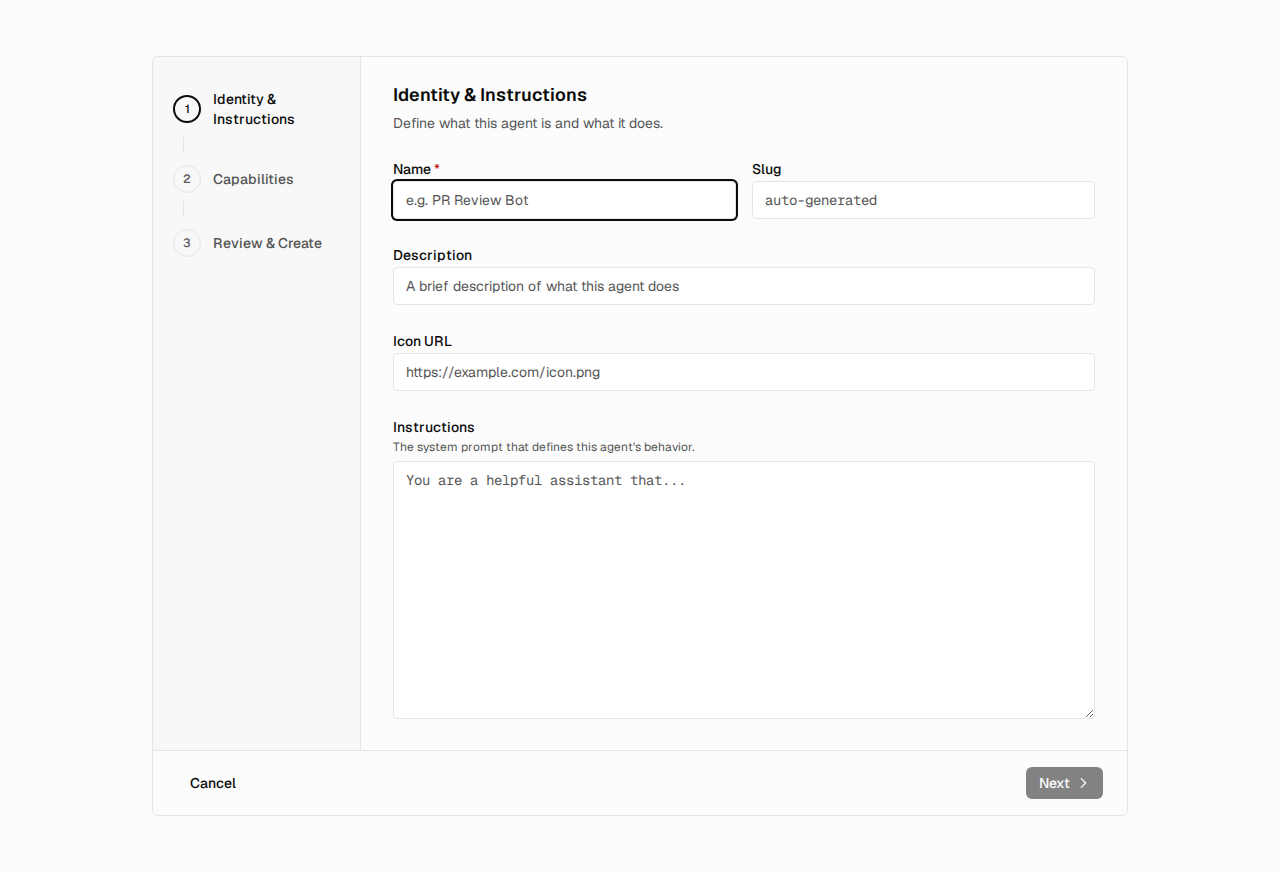 1
Identity &
Instructions
2
Capabilities
3
Review & Create
Identity & Instructions
Define what this agent is and what it does.
Name *
Slug
e.g. PR Review Bot
auto-generated
Description
A brief description of what this agent does
Icon URL
https://example.com/icon.png
Instructions
The system prompt that defines this agent's behavior.
You are a helpful assistant that...
Cancel
Next